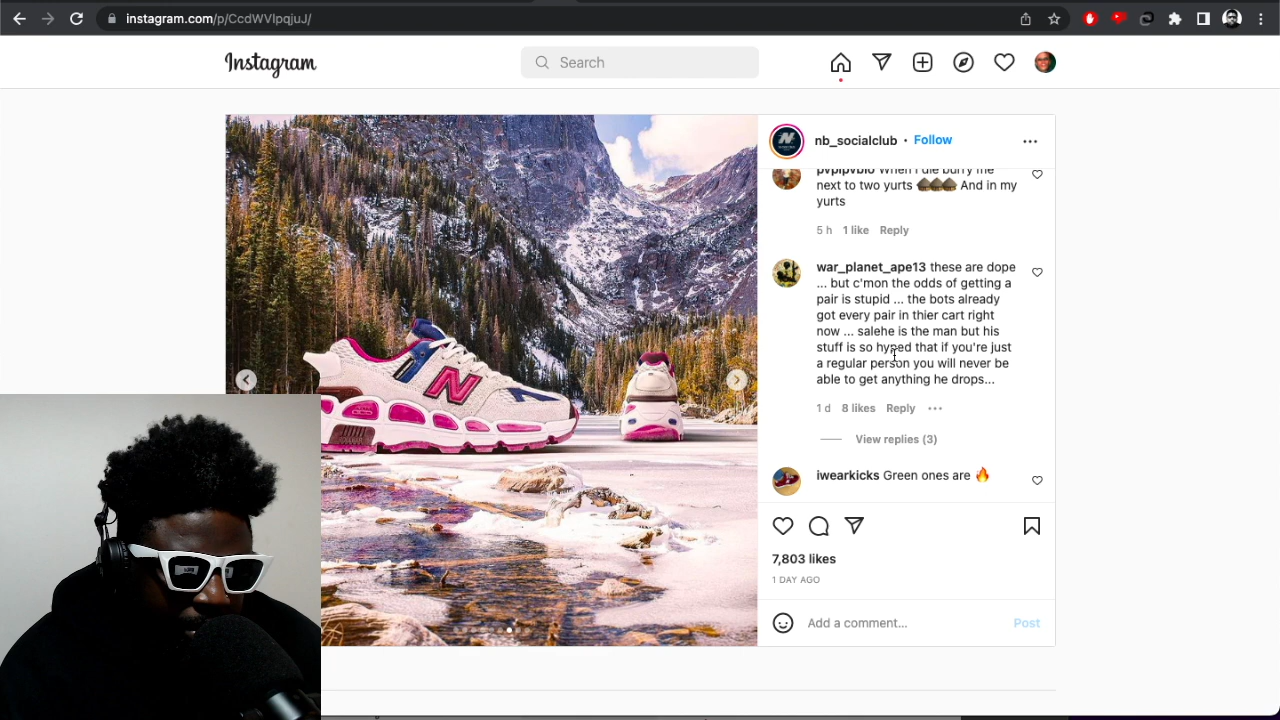 instagram.com/p/CcdWVlpqjuJ/
Instagram
Search
nb_socialclub • Follow
pvplpvblo When I die burry me
next to two yurts And in my
yurts
5 h 1 like Reply
war_planet_ape13 these are dope
... but c'mon the odds of getting a
pair is stupid ... the bots already
got every pair in thier cart right
now ... salehe is the man but his
stuff is so hyped that if you're just
a regular person you will never be
able to get anything he drops...
1 d 8 likes Reply
View replies (3)
iwearkicks Green ones are 🔥
7,803 likes
1 DAY AGO
Add a comment... Post
N